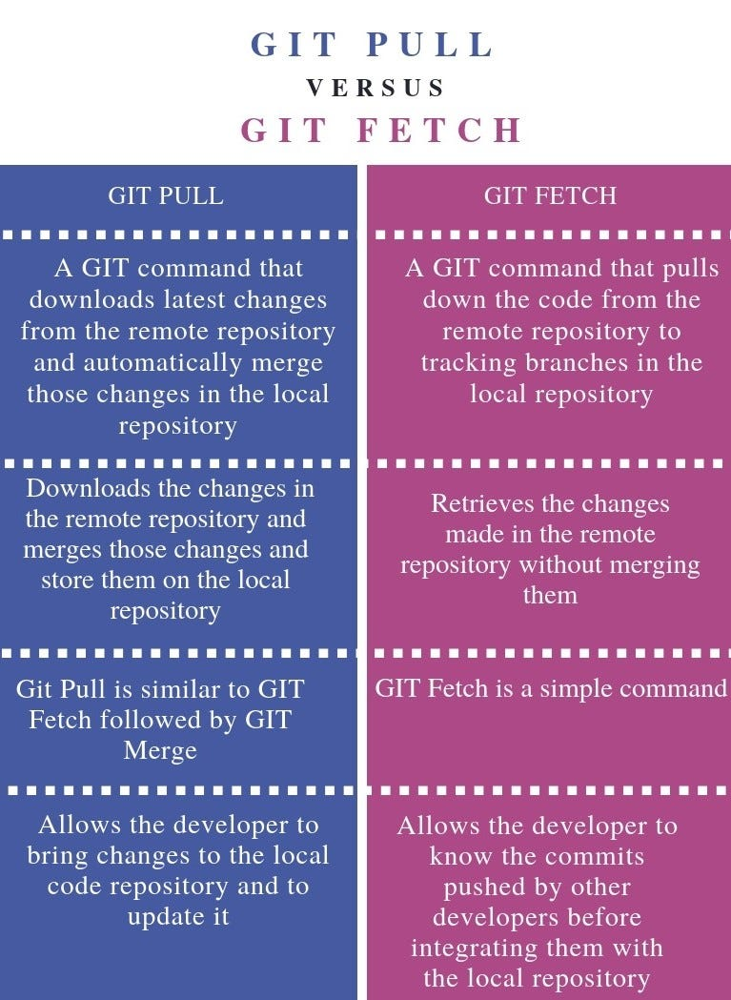 GIT PULL
VERSUS
GIT FETCH
GIT PULL
A GIT command that
downloads latest changes
from the remote repository
and automatically merge
those changes in the local
repository
Downloads the changes in
the remote repository and
merges those changes and
store them on the local
repository
Git Pull is similar to GIT
Fetch followed by GIT
Merge
Allows the developer to
bring changes to the local
code repository and to
update it
GIT FETCH
A GIT command that pulls
down the code from the
remote repository to
tracking branches in the
local repository
Retrieves the changes
made in the remote
repository without merging
them
GIT Fetch is a simple command
Allows the developer to
know the commits
pushed by other
developers before
integrating them with
the local repository